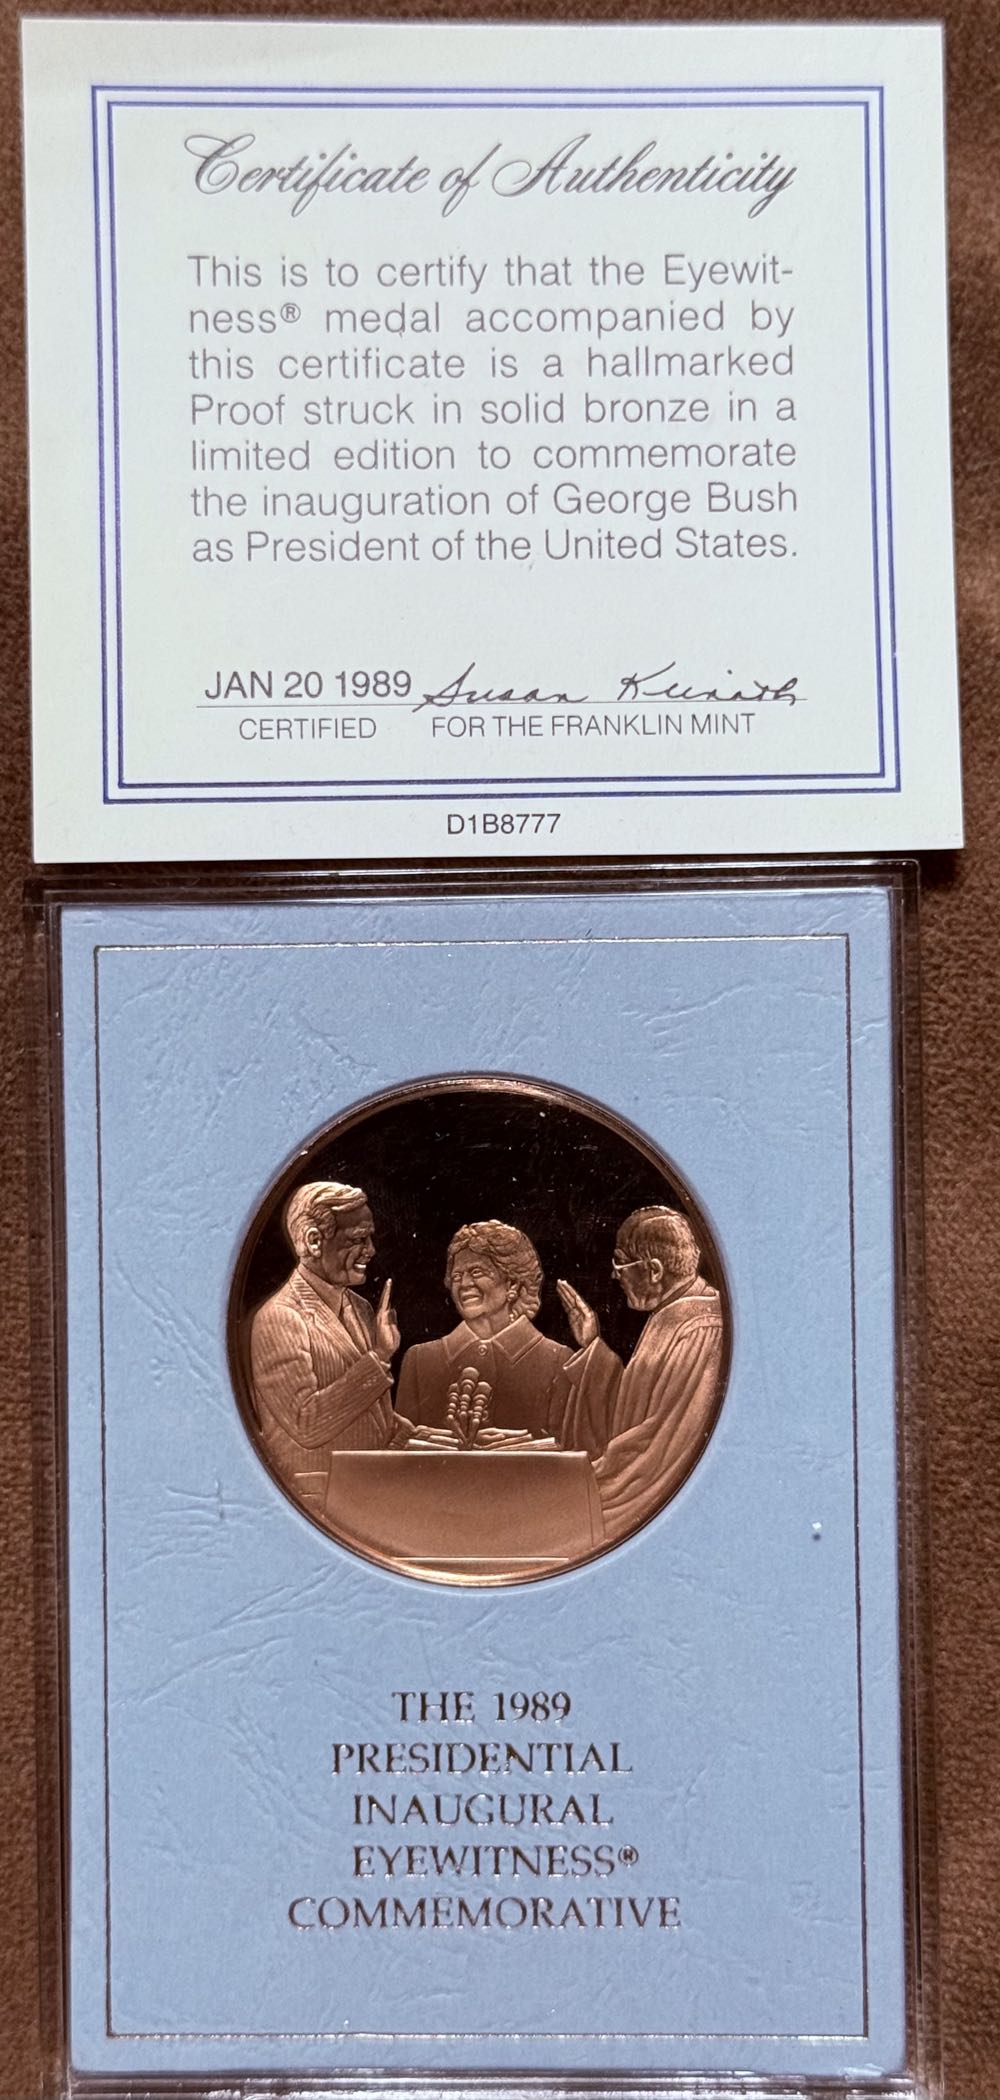 Certificate of Authenticity
This is to certify that the Eyewit-
ness® medal accompanied by
this certificate is a hallmarked
Proof struck in solid bronze in a
limited edition to commemorate
the inauguration of George Bush
as President of the United States.
JAN 20 1989 Susan
CERTIFIED FOR THE FRANKLIN MINT
D1B8777
THE 1989
PRESIDENTIAL
INAUGURAL
EYEWITNESS®
COMMEMORATIVE